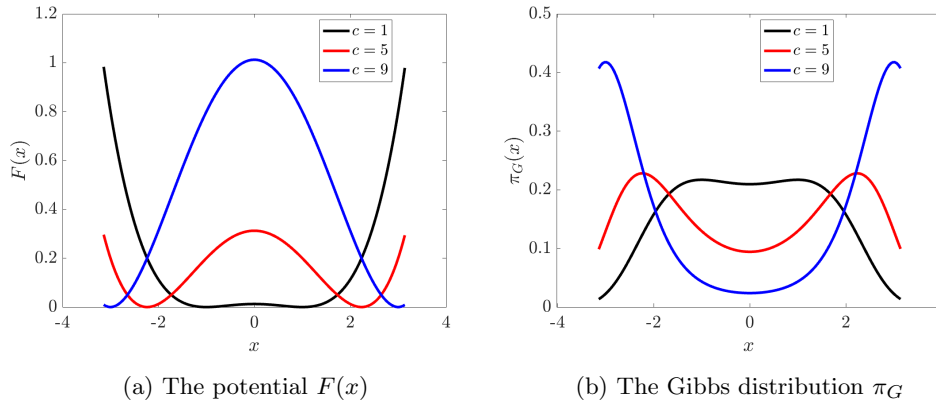 1.2
1
0.8
0.6
0.4
0.2
0
-4
-2
0
2
4
x
F(x)
c = 1
c = 5
c = 9
(a) The potential F(x)
0.5
0.4
0.3
0.2
0.1
0
-4
-2
0
2
x
π_G(x)
c = 1
c = 5
c = 9
(b) The Gibbs distribution π_G